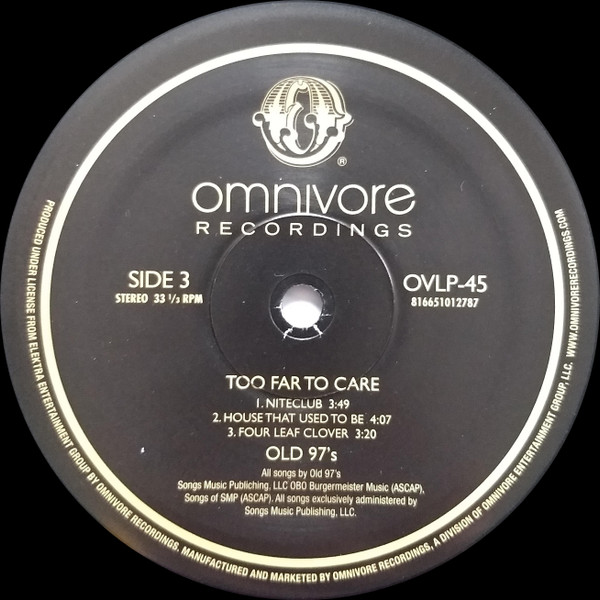 ®
omnivore
RECORDINGS
SIDE 3
STEREO 33 1/3 RPM
OVLP-45
816651012787
TOO FAR TO CARE
1. NITECLUB 3:49
2. HOUSE THAT USED TO BE 4:07
3. FOUR LEAF CLOVER 3:20
OLD 97's
All songs by Old 97's
Songs Music Publiching, LLC OBO Burgermeister Music (ASCAP),
Songs of SMP (ASCAP). All songs exclusively administered by
Songs Music Publishing, LLC.
PRODUCED UNDER LICENSE FROM ELEKTRA ENTERTAINMENT GROUP BY OMNIVORE RECORDINGS. MANUFACTURED AND MARKETED BY OMNIVORE RECORDINGS, A DIVISION OF OMNIVORE ENTERTAINMENT GROUP, LLC. WWW.OMNIVORERECORDINGS.COM